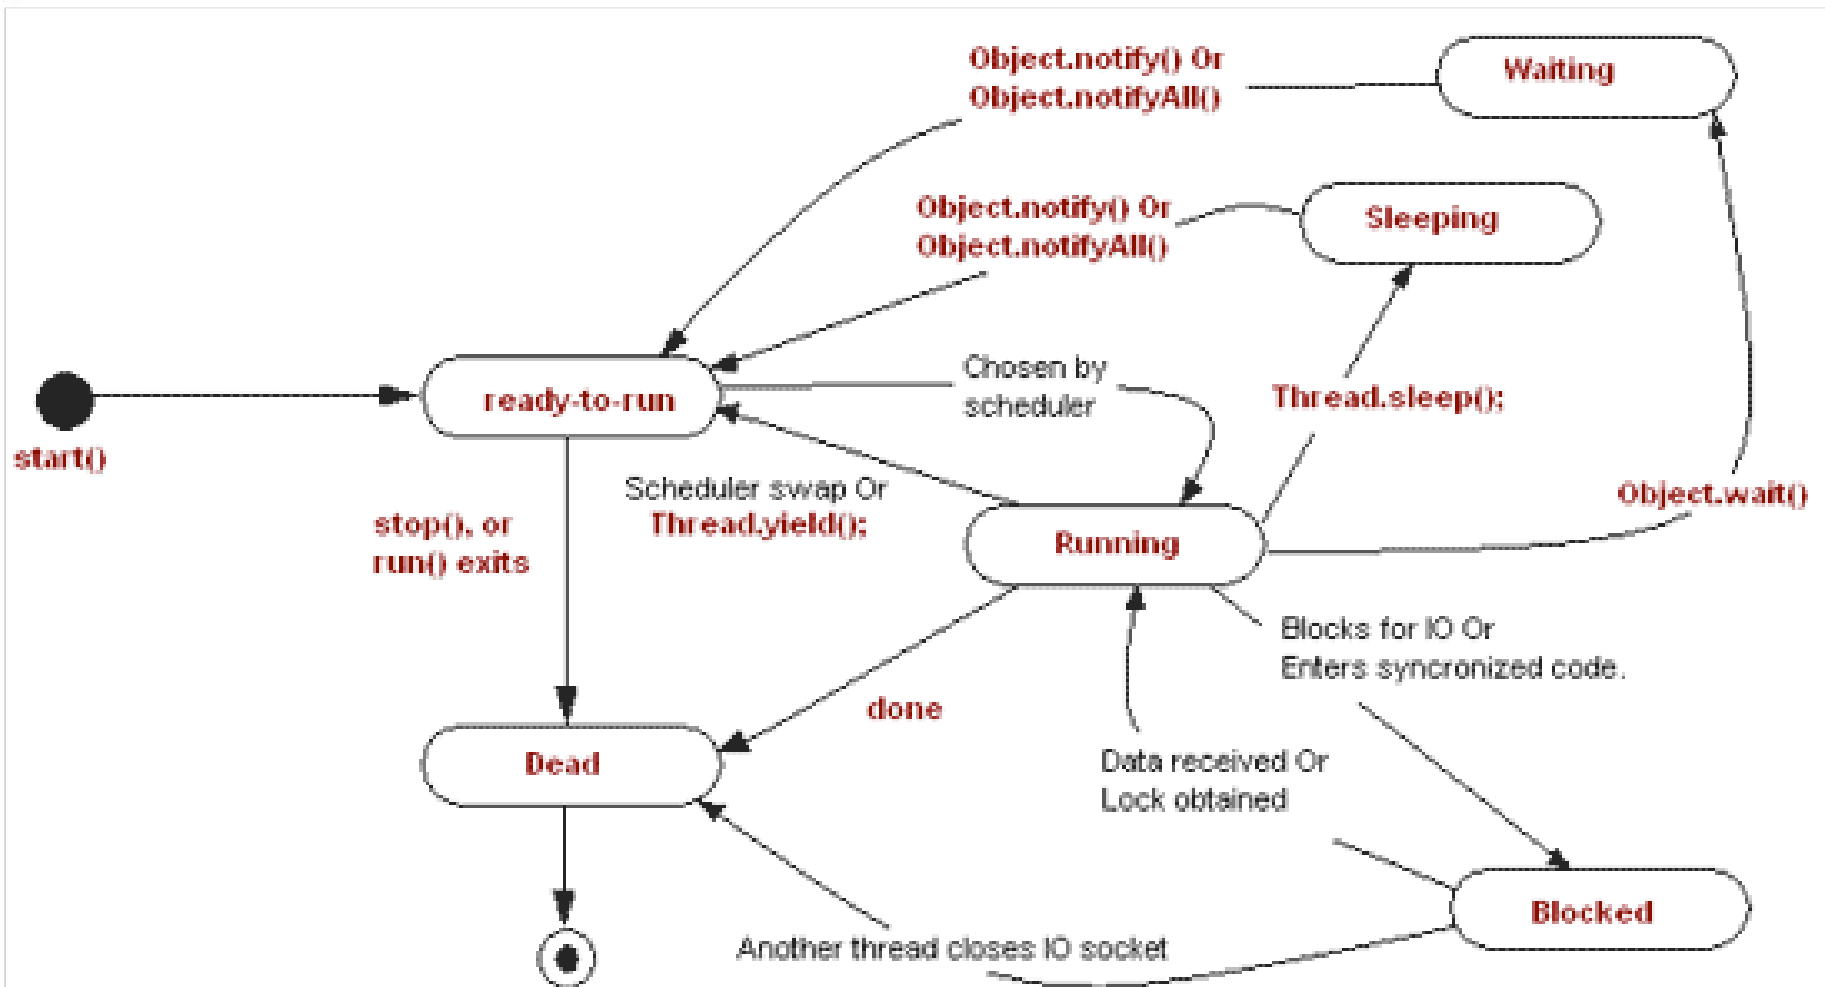 Object.notify() Or
Object.notifyAll()
Waiting
Object.notify() Or
Object.notifyAll()
Sleeping
Chosen by
scheduler
ready-to-run
Thread.sleep();
start()
Scheduler swap Or
Thread.yield();
Object.wait()
stop(), or
run() exits
Running
Blocks for IO Or
Enters syncronized code.
done
Dead
Data received Or
Lock obtained
Blocked
Another thread closes IO socket